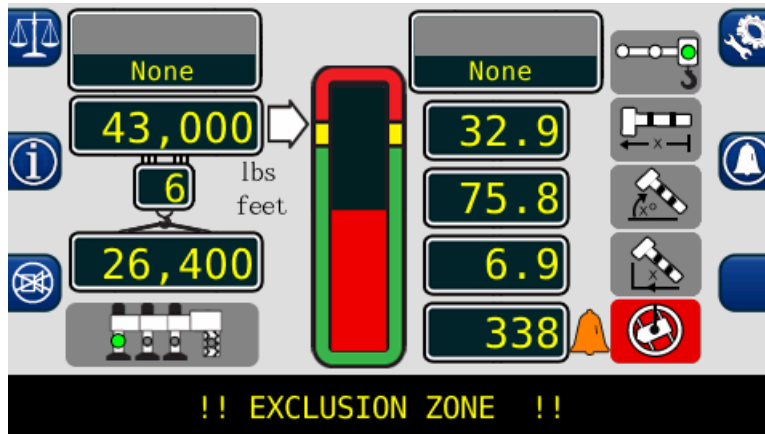 None
43,000
lbs
feet
6
26,400
None
32.9
x
75.8
x°
6.9
x
338
!! EXCLUSION ZONE !!